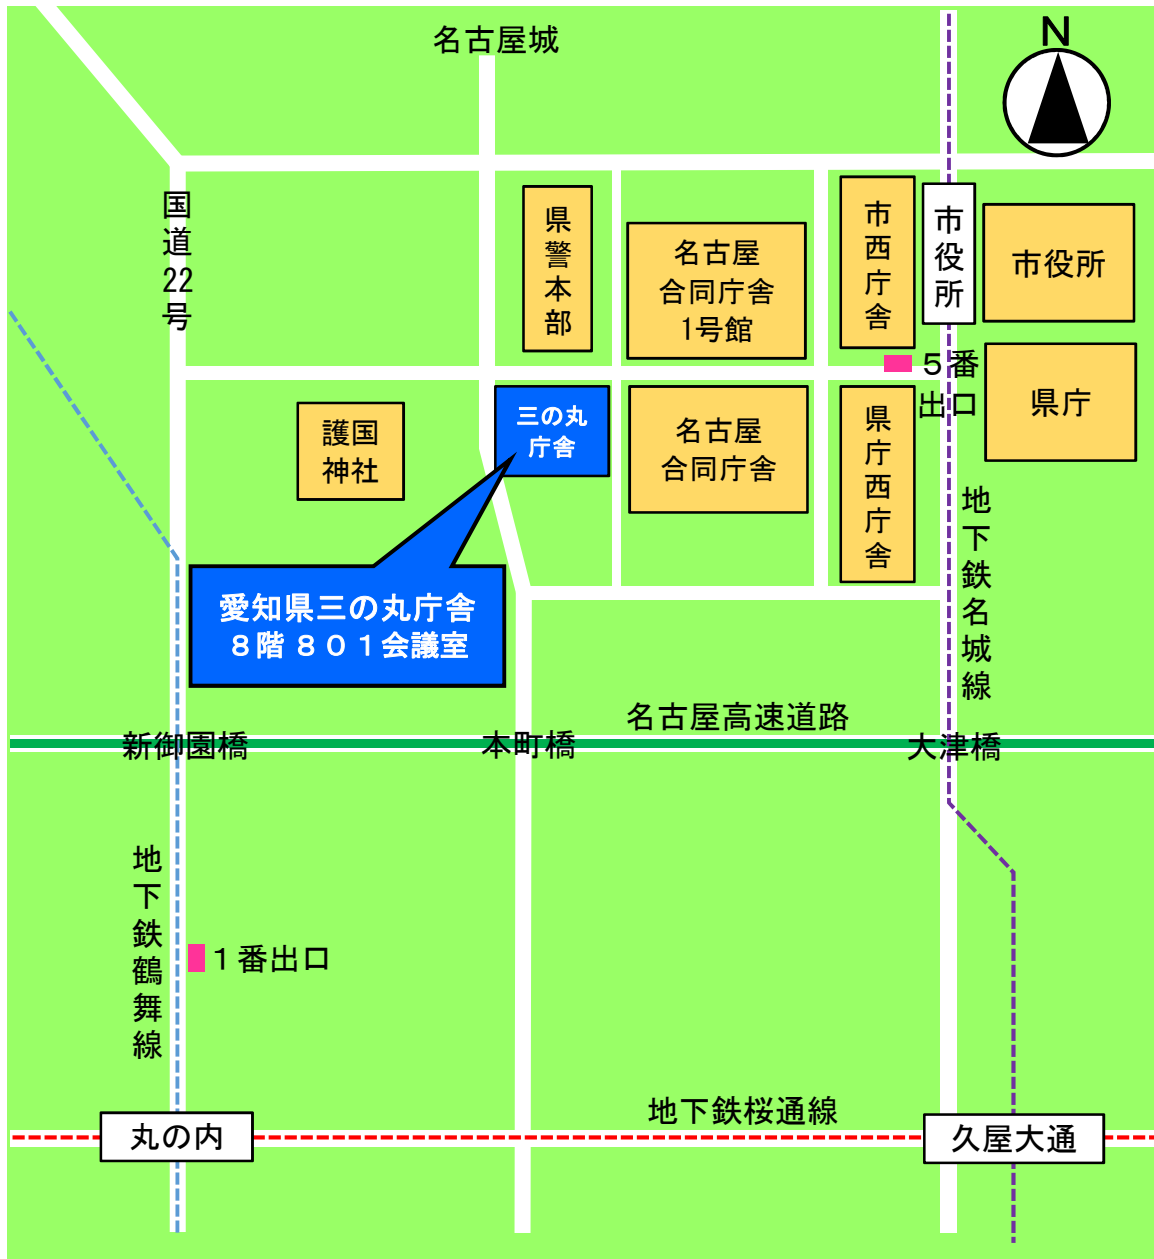 名古屋城
N
国道22号
県警本部
名古屋
合同庁舎
1号館
市西庁舎
市役所
市役所
５番
出口
県庁
護国
神社
三の丸
庁舎
名古屋
合同庁舎
県庁西庁舎
地下鉄名城線
愛知県三の丸庁舎
８階 ８０１会議室
名古屋高速道路
新御園橋
本町橋
大津橋
地下鉄鶴舞線
１番出口
地下鉄桜通線
丸の内
久屋大通